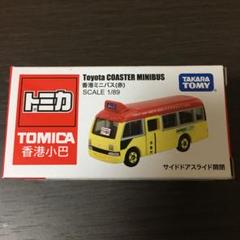 Toyota COASTER MINIBUS
香港ミニバス(赤)
SCALE 1/89
TAKARA TOMY
トミカ
TOMICA
香港小巴
サイドドアスライド開閉